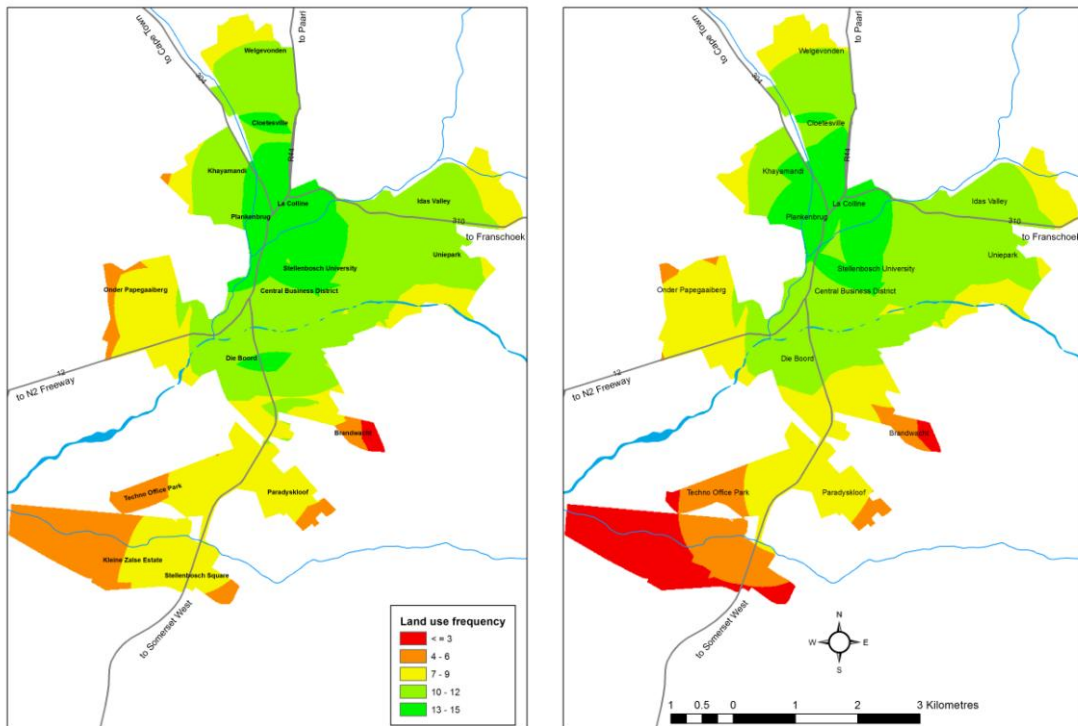 to Cape Town
304
to Paarl
R44
Welgevonden
Cloetesville
Khayamandi
La Colline
Idas Valley
Plankenbrug
310
to Franschoek
Uniepark
Stellenbosch University
Onder Papegaaiberg
Central Business District
Die Boord
12
to N2 Freeway
Brandwacht
Techno Office Park
Paradyskloof
Kleine Zalse Estate
Stellenbosch Square
to Somerset West
Land use frequency
< = 3
4 - 6
7 - 9
10 - 12
13 - 15
to Cape Town
304
to Paarl
R44
Welgevonden
Cloetesville
Khayamandi
La Colline
Idas Valley
Plankenbrug
310
to Franschoek
Uniepark
Stellenbosch University
Onder Papegaaiberg
Central Business District
Die Boord
12
to N2 Freeway
Brandwacht
Techno Office Park
Paradyskloof
to Somerset West
N
W E
S
1 0.5 0 1 2 3 Kilometres